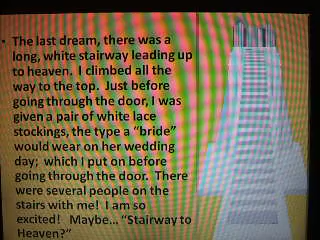 • The last dream, there was a
long, white stairway leading up
to heaven.  I climbed all the
way to the top.  Just before
going through the door, I was
given a pair of white lace
stockings, the type a “bride”
would wear on her wedding
day;  which I put on before
going through the door.  There
were several people on the
stairs with me!  I am so
excited!  Maybe... “Stairway to
Heaven?”